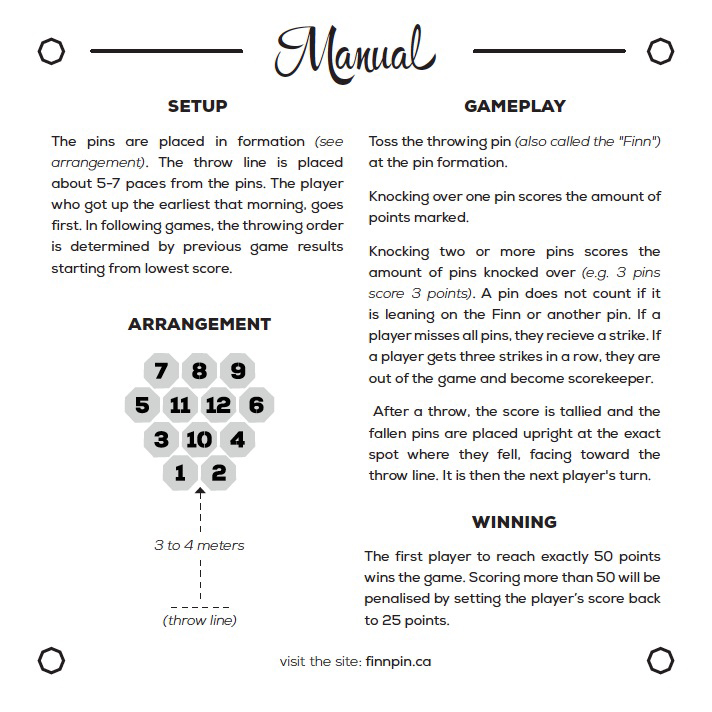 Manual
SETUP
The pins are placed in formation (see
arrangement). The throw line is placed
about 5-7 paces from the pins. The player
who got up the earliest that morning, goes
first. In following games, the throwing order
is determined by previous game results
starting from lowest score.
ARRANGEMENT
7 8 9
5 11 12 6
3 10 4
1 2
3 to 4 meters
(throw line)
GAMEPLAY
Toss the throwing pin (also called the "Finn")
at the pin formation.
Knocking over one pin scores the amount of
points marked.
Knocking two or more pins scores the
amount of pins knocked over (e.g. 3 pins
score 3 points). A pin does not count if it
is leaning on the Finn or another pin. If a
player misses all pins, they recieve a strike. If
a player gets three strikes in a row, they are
out of the game and become scorekeeper.
After a throw, the score is tallied and the
fallen pins are placed upright at the exact
spot where they fell, facing toward the
throw line. It is then the next player's turn.
WINNING
The first player to reach exactly 50 points
wins the game. Scoring more than 50 will be
penalised by setting the player's score back
to 25 points.
visit the site: finnpin.ca